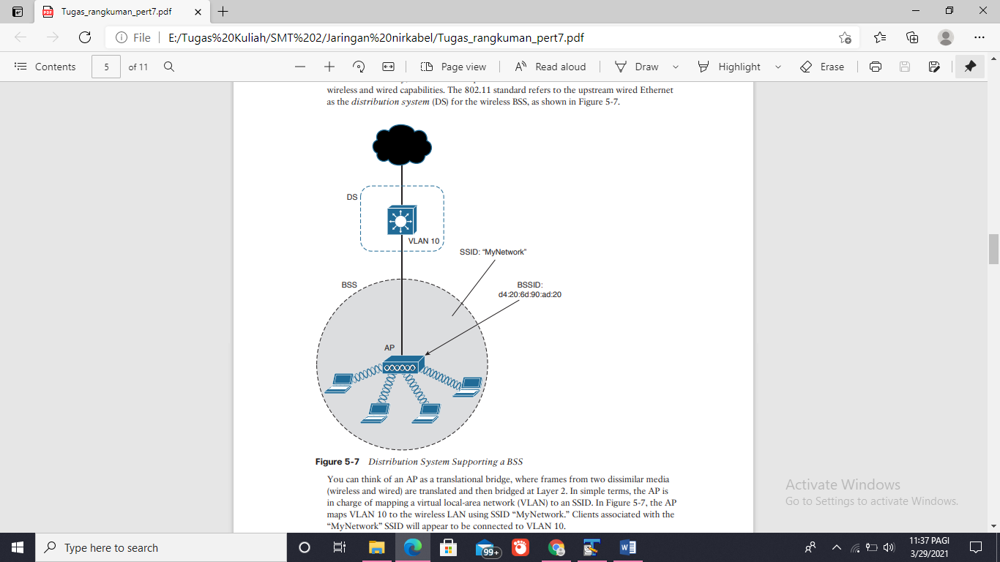 Tugas_rangkuman_pert7.pdf
File
E:/Tugas%20Kuliah/SMT%202/Jaringan%20nirkabel/Tugas_rangkuman_pert7.pdf
Contents
5
of 11
Page view
Read aloud
Draw
Highlight
Erase
wireless and wired capabilities. The 802.11 standard refers to the upstream wired Ethernet
as the distribution system (DS) for the wireless BSS, as shown in Figure 5-7.
DS
VLAN 10
SSID: “MyNetwork”
BSS
BSSID:
d4:20:6d:90:ad:20
AP
Figure 5-7 Distribution System Supporting a BSS
You can think of an AP as a translational bridge, where frames from two dissimilar media
(wireless and wired) are translated and then bridged at Layer 2. In simple terms, the AP is
in charge of mapping a virtual local-area network (VLAN) to an SSID. In Figure 5-7, the AP
maps VLAN 10 to the wireless LAN using SSID “MyNetwork.” Clients associated with the
“MyNetwork” SSID will appear to be connected to VLAN 10.
Activate Windows
Go to Settings to activate Windows.
Type here to search
99+
11:37 PAGI
3/29/2021